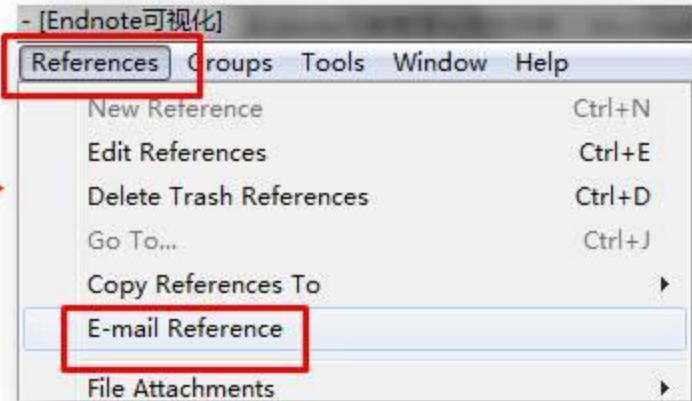 - [Endnote可视化]
References Groups Tools Window Help
New Reference Ctrl+N
Edit References Ctrl+E
Delete Trash References Ctrl+D
Go To... Ctrl+J
Copy References To
E-mail Reference
File Attachments